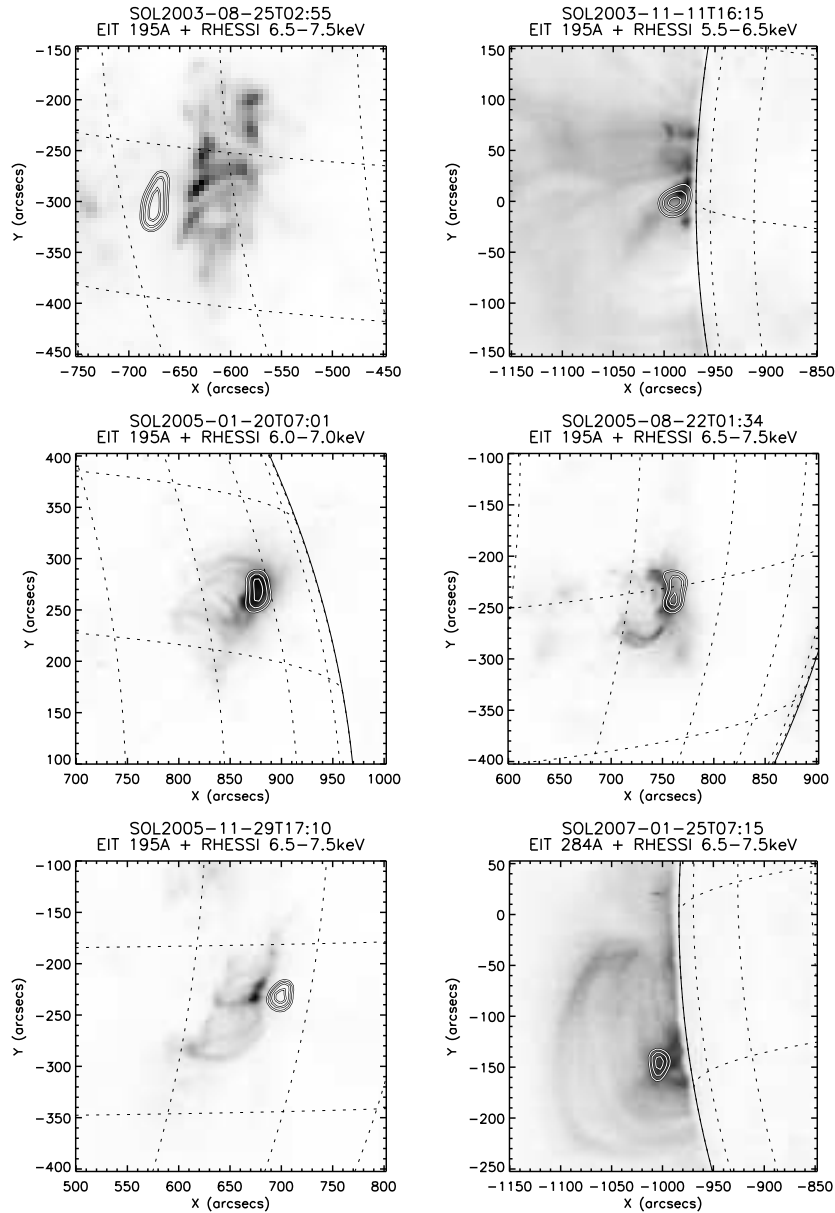 SOL2003-08-25T02:55
EIT 195A + RHESSI 6.5-7.5keV
-150
-200
-250
-300
-350
-400
-450
Y (arcsecs)
-750 -700 -650 -600 -550 -500 -450
X (arcsecs)
SOL2003-11-11T16:15
EIT 195A + RHESSI 5.5-6.5keV
150
100
50
0
-50
-100
-150
Y (arcsecs)
-1150 -1100 -1050 -1000 -950 -900 -850
X (arcsecs)
SOL2005-01-20T07:01
EIT 195A + RHESSI 6.0-7.0keV
400
350
300
250
200
150
100
Y (arcsecs)
700 750 800 850 900 950 1000
X (arcsecs)
SOL2005-08-22T01:34
EIT 195A + RHESSI 6.5-7.5keV
-100
-150
-200
-250
-300
-350
-400
Y (arcsecs)
600 650 700 750 800 850 900
X (arcsecs)
SOL2005-11-29T17:10
EIT 195A + RHESSI 6.5-7.5keV
-100
-150
-200
-250
-300
-350
-400
Y (arcsecs)
500 550 600 650 700 750 800
X (arcsecs)
SOL2007-01-25T07:15
EIT 284A + RHESSI 6.5-7.5keV
50
0
-50
-100
-150
-200
-250
Y (arcsecs)
-1150 -1100 -1050 -1000 -950 -900 -850
X (arcsecs)